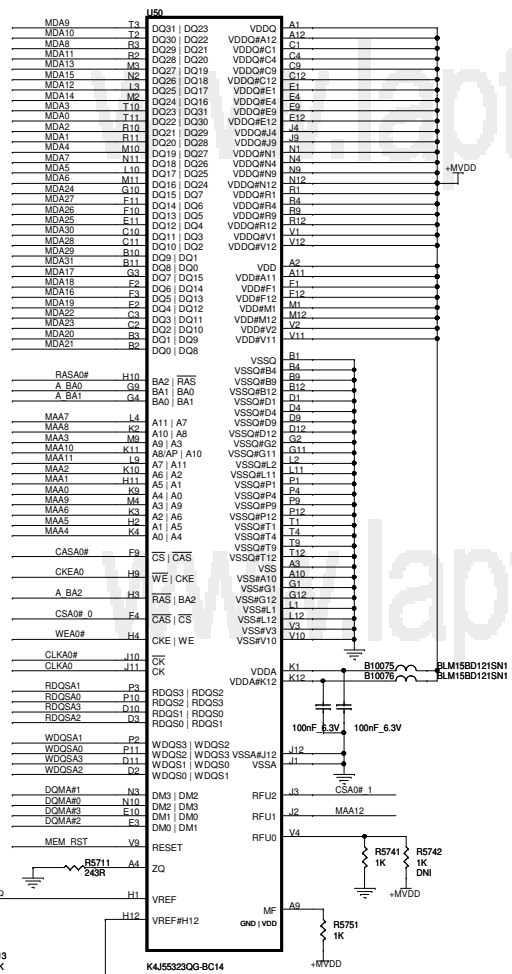 U50
MDA9 T3 DQ31 | DQ23 VDDQ A1
MDA10 T2 DQ30 | DQ22 VDDQ#A12 A12
MDA8 R3 DQ29 | DQ21 VDDQ#C1 C1
MDA11 R2 DQ28 | DQ20 VDDQ#C4 C4
MDA13 M3 DQ27 | DQ19 VDDQ#C9 C9
MDA15 N2 DQ26 | DQ18 VDDQ#C12 C12
MDA12 L3 DQ25 | DQ17 VDDQ#E1 E1
MDA14 M2 DQ24 | DQ16 VDDQ#E4 E4
MDA3 T10 DQ23 | DQ31 VDDQ#E9 E9
MDA0 T11 DQ22 | DQ30 VDDQ#E12 E12
MDA2 R10 DQ21 | DQ29 VDDQ#J4 J4
MDA1 R11 DQ20 | DQ28 VDDQ#J9 J9
MDA4 M10 DQ19 | DQ27 VDDQ#N1 N1
MDA7 N11 DQ18 | DQ26 VDDQ#N4 N4
MDA5 L10 DQ17 | DQ25 VDDQ#N9 N9
MDA6 M11 DQ16 | DQ24 VDDQ#N12 N12 +MVDD
MDA24 G10 DQ15 | DQ7 VDDQ#R1 R1
MDA27 F11 DQ14 | DQ6 VDDQ#R4 R4
MDA26 F10 DQ13 | DQ5 VDDQ#R9 R9
MDA25 E11 DQ12 | DQ4 VDDQ#R12 R12
MDA30 C10 DQ11 | DQ3 VDDQ#V1 V1
MDA28 C11 DQ10 | DQ2 VDDQ#V12 V12
MDA29 B10 DQ9 | DQ1
MDA31 B11 DQ8 | DQ0 VDD A2
MDA17 G3 DQ7 | DQ15 VDD#A11 A11
MDA18 F2 DQ6 | DQ14 VDD#F1 F1
MDA16 F3 DQ5 | DQ13 VDD#F12 F12
MDA19 E2 DQ4 | DQ12 VDD#M1 M1
MDA22 C3 DQ3 | DQ11 VDD#M12 M12
MDA23 C2 DQ2 | DQ10 VDD#V2 V2
MDA20 B3 DQ1 | DQ9 VDD#V11 V11
MDA21 B2 DQ0 | DQ8
VSSQ B1
VSSQ#B4 B4
RASA0# H10 BA2 | RAS VSSQ#B9 B9
A_BA0 G9 BA1 | BA0 VSSQ#B12 B12
A_BA1 G4 BA0 | BA1 VSSQ#D1 D1
VSSQ#D4 D4
MAA7 L4 A11 | A7 VSSQ#D9 D9
MAA8 K2 A10 | A8 VSSQ#D12 D12
MAA3 M9 A9 | A3 VSSQ#G2 G2
MAA10 K11 A8/AP | A10 VSSQ#G11 G11
MAA11 L9 A7 | A11 VSSQ#L2 L2
MAA2 K10 A6 | A2 VSSQ#L11 L11
MAA1 H11 A5 | A1 VSSQ#P1 P1
MAA0 K9 A4 | A0 VSSQ#P4 P4
MAA9 M4 A3 | A9 VSSQ#P9 P9
MAA6 K3 A2 | A6 VSSQ#P12 P12
MAA5 H2 A1 | A5 VSSQ#T1 T1
MAA4 K4 A0 | A4 VSSQ#T4 T4
VSSQ#T9 T9
CASA0# F9 CS | CAS VSSQ#T12 T12
VSS A3
CKEA0 H9 WE | CKE VSS#A10 A10
VSS#G1 G1
A_BA2 H3 RAS | BA2 VSS#G12 G12
VSS#L1 L1
CSA0#_0 F4 CAS | CS VSS#L12 L12
VSS#V3 V3
WEA0# H4 CKE | WE VSS#V10 V10
CLKA0# J10 CK
CLKA0 J11 CK VDDA K1 B10075 BLM15BD121SN1
VDDA#K12 K12 B10076 BLM15BD121SN1
RDQSA1 P3 RDQS3 | RDQS2
RDQSA0 P10 RDQS2 | RDQS3
RDQSA3 D10 RDQS1 | RDQS0
RDQSA2 D3 RDQS0 | RDQS1
100nF_6.3V 100nF_6.3V
WDQSA1 P2 WDQS3 | WDQS2
WDQSA0 P11 WDQS2 | WDQS3 VSSA#J12 J12
WDQSA3 D11 WDQS1 | WDQS0 VSSA J1
WDQSA2 D2 WDQS0 | WDQS1
DQMA#1 N3 DM3 | DM2 RFU2 J3 CSA0#_1
DQMA#0 N10 DM2 | DM3
DQMA#3 E10 DM1 | DM0 RFU1 J2 MAA12
DQMA#2 E3 DM0 | DM1
RFU0 V4
MEM_RST V9 RESET
R5741 1K
R5742 1K DNI
R5711 243R A4 ZQ
+MVDD
H1 VREF
H12 VREF#H12 MF A9
GND | VDD
R5751 1K
K4J55323QG-BC14 +MVDD
www.lapt
www.lapt